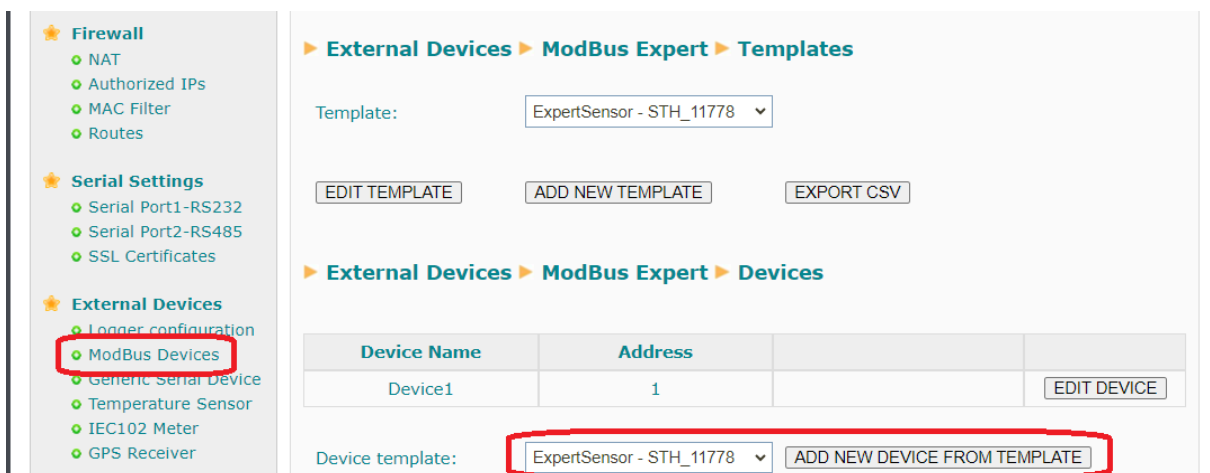 Firewall
NAT
Authorized IPs
MAC Filter
Routes
Serial Settings
Serial Port1-RS232
Serial Port2-RS485
SSL Certificates
External Devices
Logger configuration
ModBus Devices
Generic Serial Device
Temperature Sensor
IEC102 Meter
GPS Receiver
External Devices ModBus Expert Templates
Template: ExpertSensor - STH_11778
EDIT TEMPLATE ADD NEW TEMPLATE EXPORT CSV
External Devices ModBus Expert Devices
Device Name Address
Device1 1 EDIT DEVICE
Device template: ExpertSensor - STH_11778 ADD NEW DEVICE FROM TEMPLATE